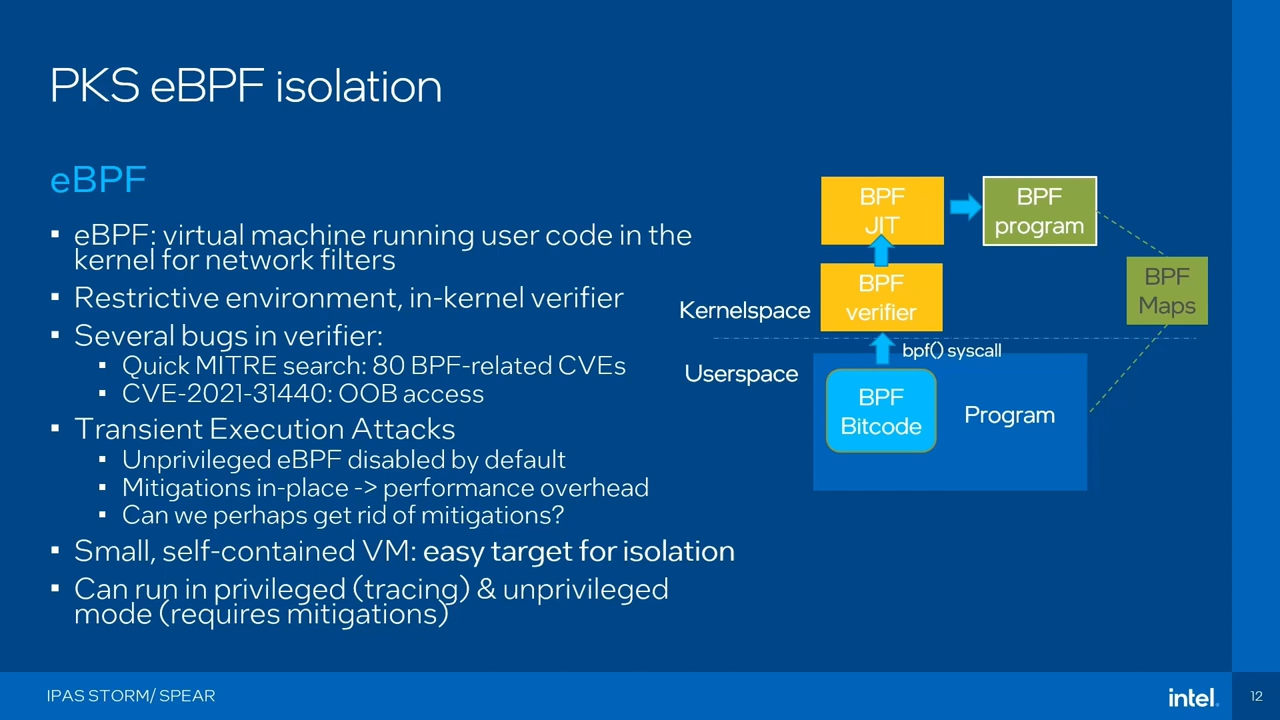 PKS eBPF isolation
eBPF
▪ eBPF: virtual machine running user code in the
kernel for network filters
▪ Restrictive environment, in-kernel verifier
▪ Several bugs in verifier:
▪ Quick MITRE search: 80 BPF-related CVEs
▪ CVE-2021-31440: OOB access
▪ Transient Execution Attacks
▪ Unprivileged eBPF disabled by default
▪ Mitigations in-place -> performance overhead
▪ Can we perhaps get rid of mitigations?
▪ Small, self-contained VM: easy target for isolation
▪ Can run in privileged (tracing) & unprivileged
mode (requires mitigations)
BPF
JIT
BPF
program
BPF
Maps
BPF
verifier
Kernelspace
bpf() syscall
Userspace
BPF
Bitcode
Program
IPAS STORM/ SPEAR
intel.
12